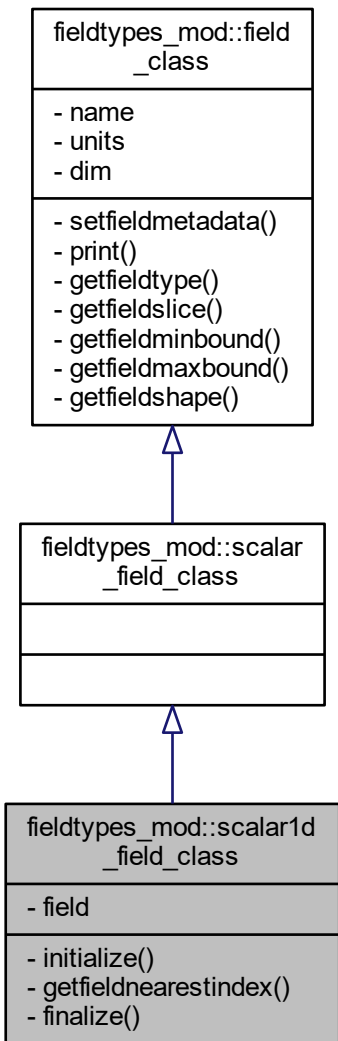 fieldtypes_mod::field
_class
- name
- units
- dim
- setfieldmetadata()
- print()
- getfieldtype()
- getfieldslice()
- getfieldminbound()
- getfieldmaxbound()
- getfieldshape()
fieldtypes_mod::scalar
_field_class
fieldtypes_mod::scalar1d
_field_class
- field
- initialize()
- getfieldnearestindex()
- finalize()